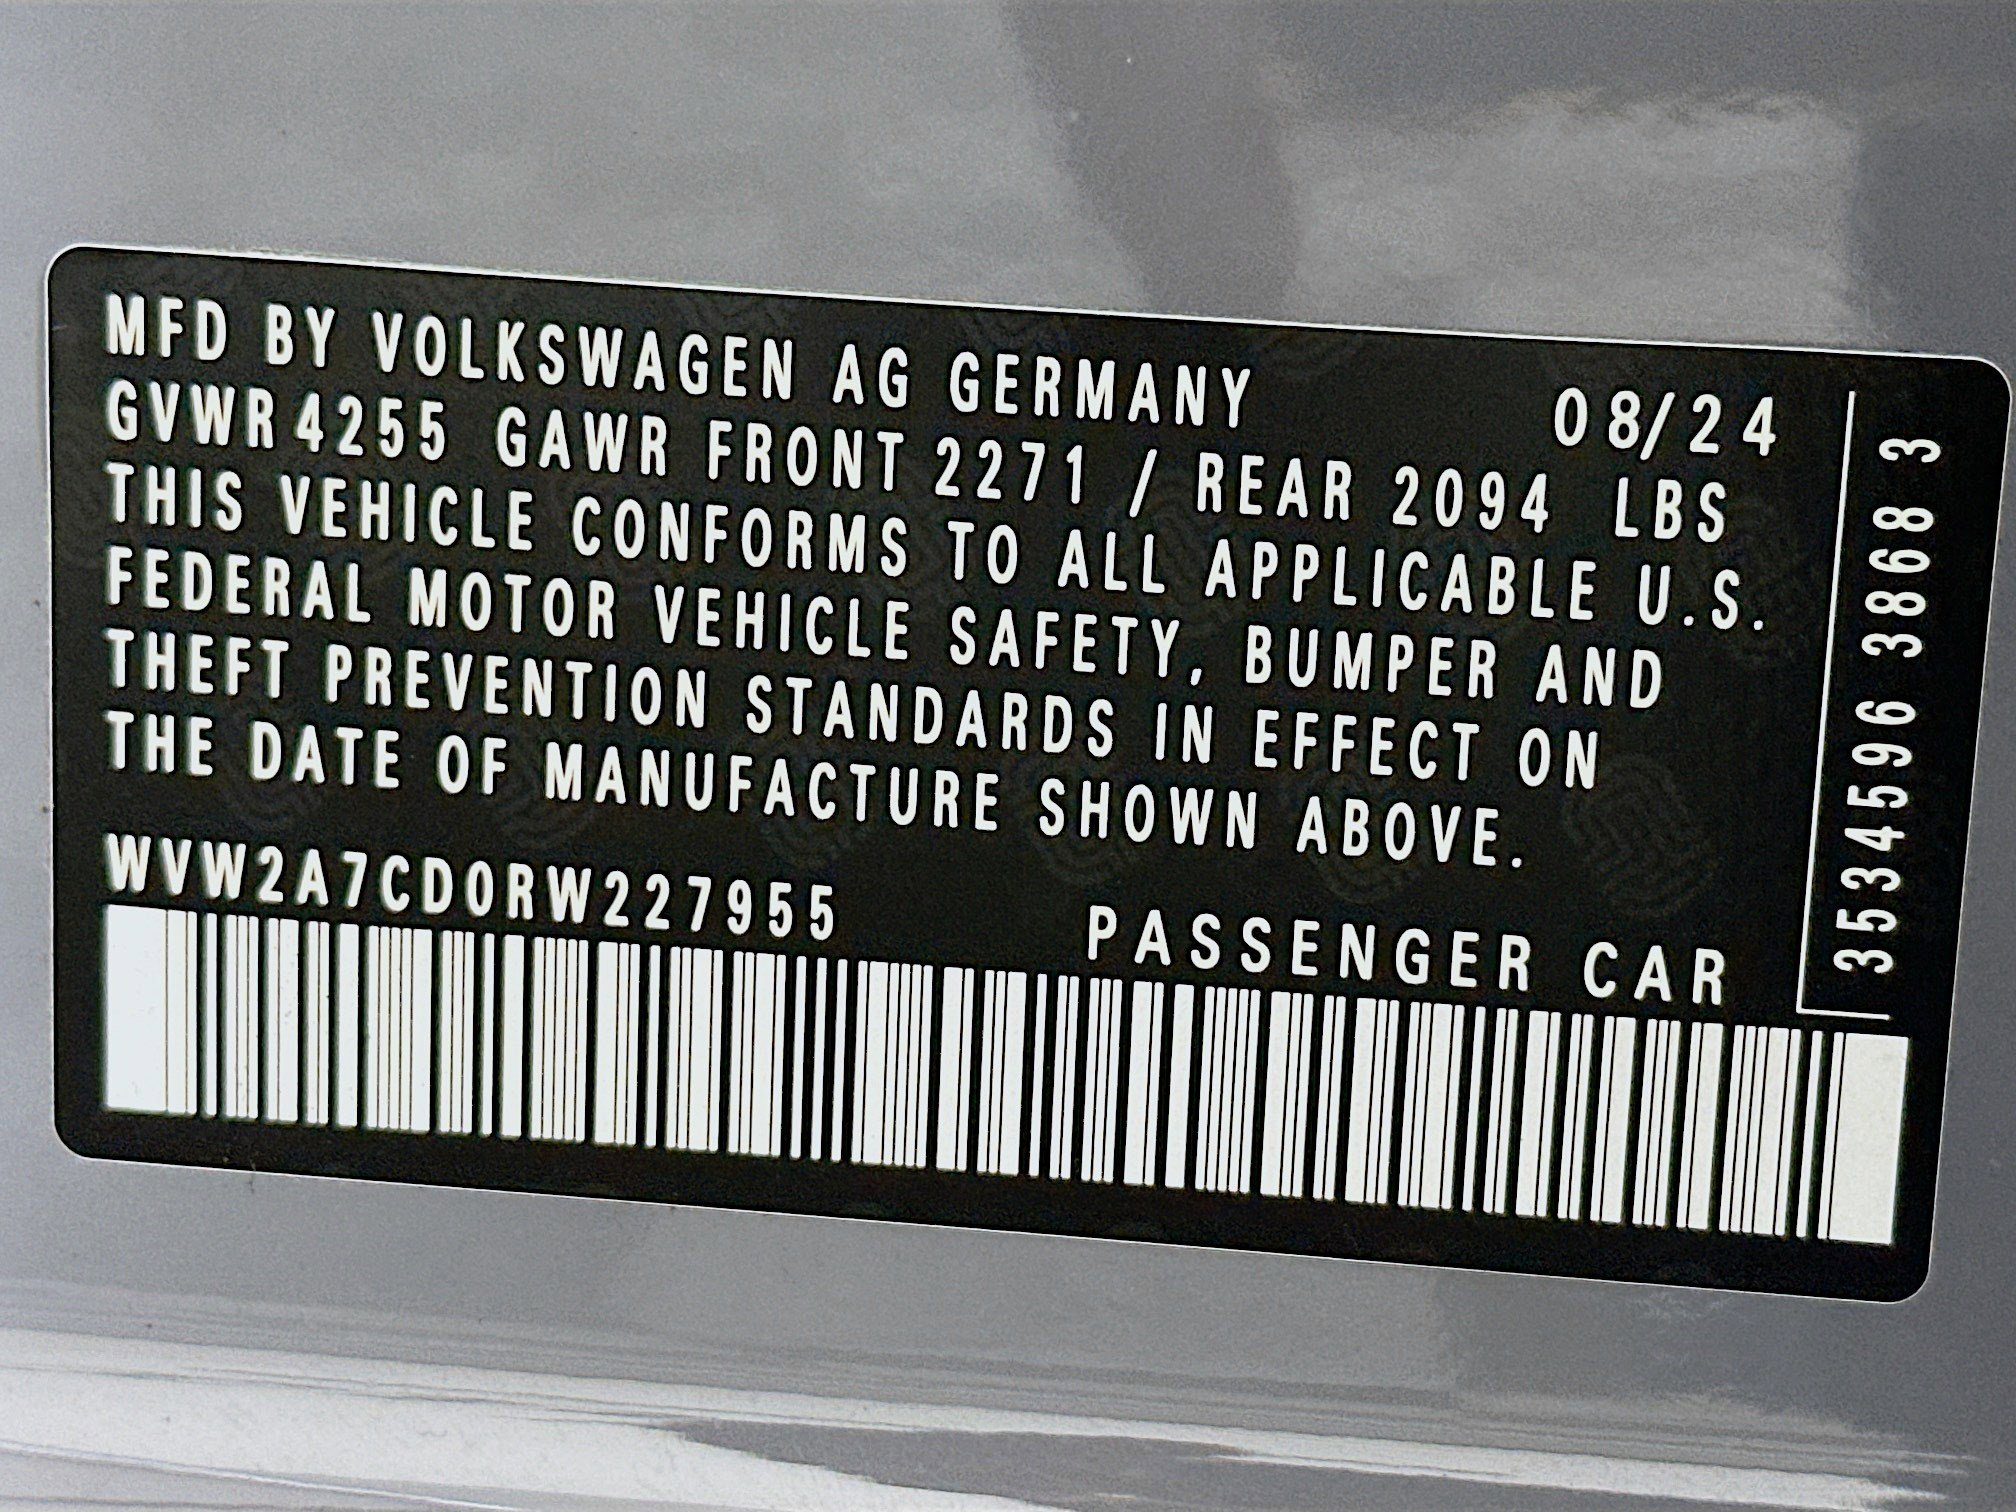 MFD BY VOLKSWAGEN AG GERMANY 08/24
GVWR 4255 GAWR FRONT 2271 / REAR 2094 LBS
THIS VEHICLE CONFORMS TO ALL APPLICABLE U.S.
FEDERAL MOTOR VEHICLE SAFETY, BUMPER AND
THEFT PREVENTION STANDARDS IN EFFECT ON
THE DATE OF MANUFACTURE SHOWN ABOVE.
WVW2A7CD0RW227955
PASSENGER CAR
3534596 3868 3